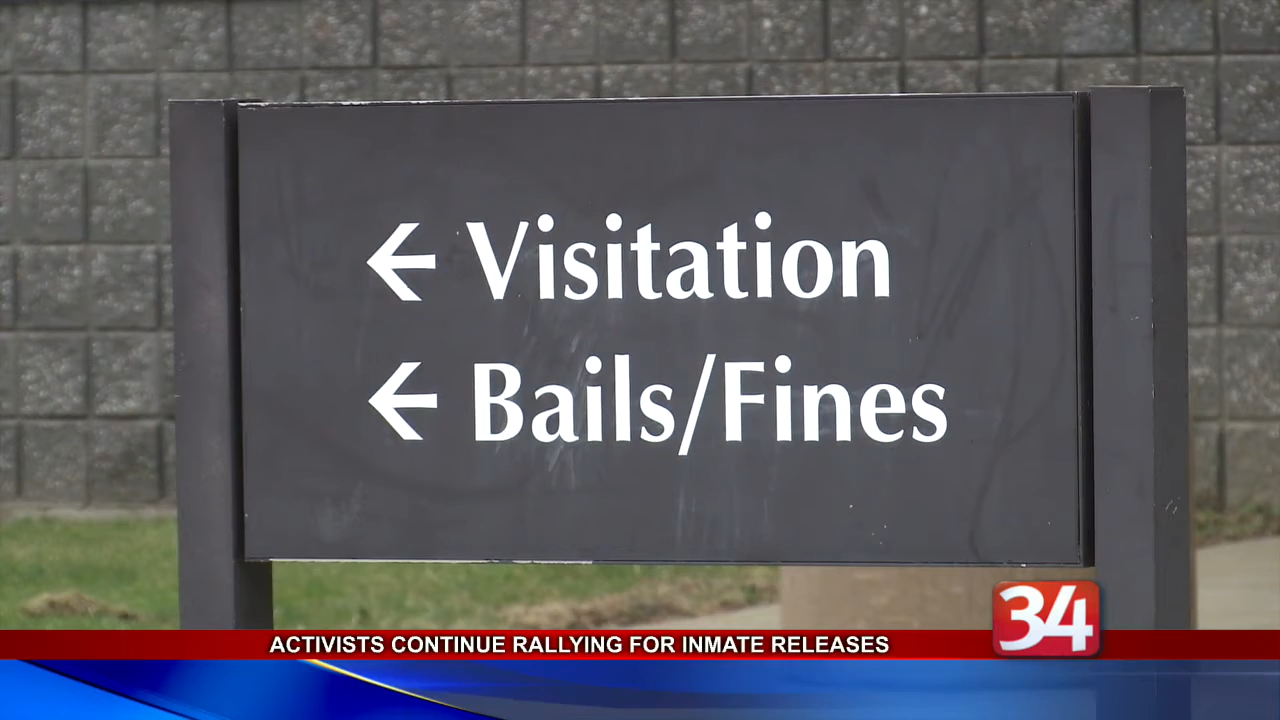 ← Visitation
← Bails/Fines
34
ACTIVISTS CONTINUE RALLYING FOR INMATE RELEASES